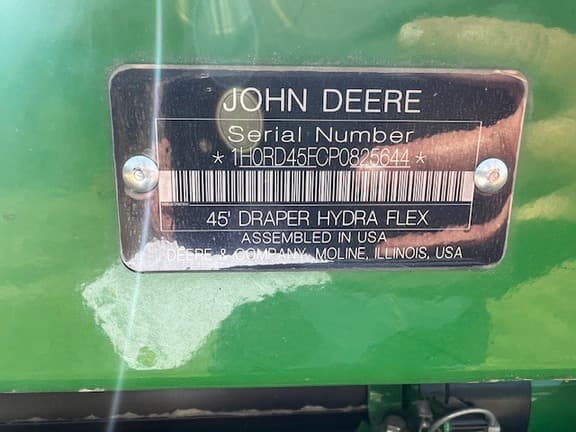 JOHN DEERE
Serial Number
* 1H0RD45FCP0825644 *
45' DRAPER HYDRA FLEX
ASSEMBLED IN USA
DEERE & COMPANY, MOLINE, ILLINOIS, USA